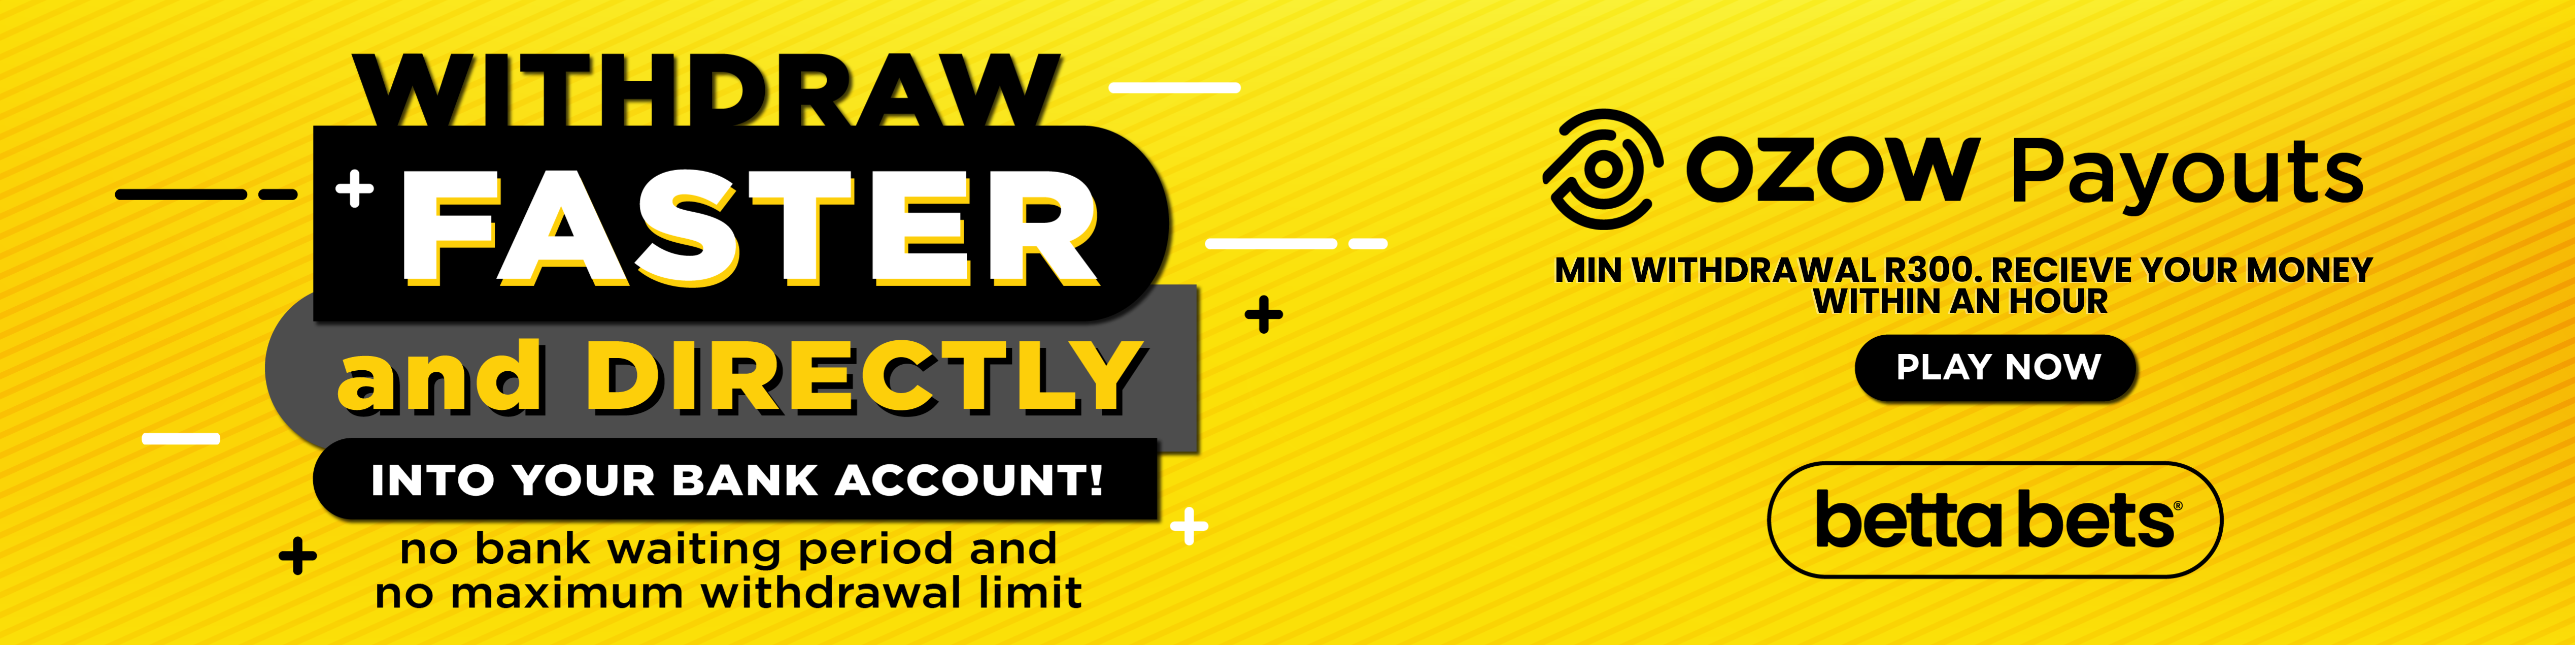 WITHDRAW
FASTER
and DIRECTLY
INTO YOUR BANK ACCOUNT!
no bank waiting period and
no maximum withdrawal limit
OZOW Payouts
MIN WITHDRAWAL R300. RECIEVE YOUR MONEY
WITHIN AN HOUR
PLAY NOW
betta bets®